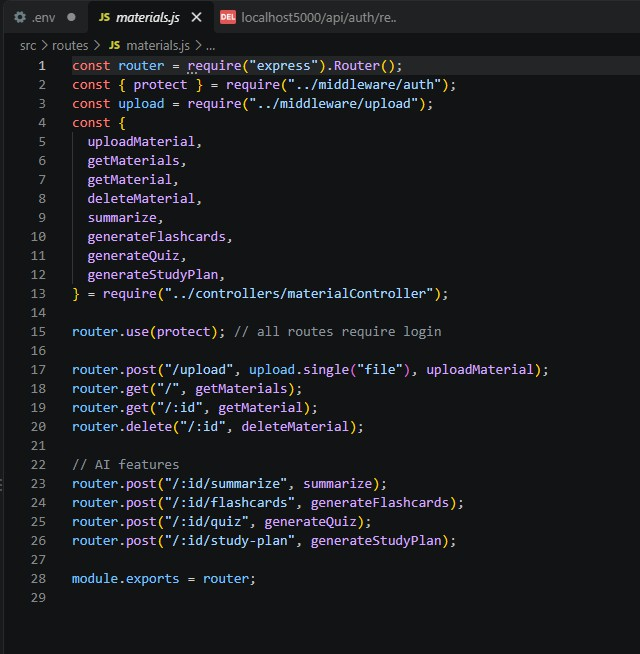 .env
JS materials.js
DEL localhost5000/api/auth/re..
src > routes > JS materials.js > ...
1 const router = require("express").Router();
2 const { protect } = require("../middleware/auth");
3 const upload = require("../middleware/upload");
4 const {
5   uploadMaterial,
6   getMaterials,
7   getMaterial,
8   deleteMaterial,
9   summarize,
10   generateFlashcards,
11   generateQuiz,
12   generateStudyPlan,
13 } = require("../controllers/materialController");
14
15 router.use(protect); // all routes require login
16
17 router.post("/upload", upload.single("file"), uploadMaterial);
18 router.get("/", getMaterials);
19 router.get("/:id", getMaterial);
20 router.delete("/:id", deleteMaterial);
21
22 // AI features
23 router.post("/:id/summarize", summarize);
24 router.post("/:id/flashcards", generateFlashcards);
25 router.post("/:id/quiz", generateQuiz);
26 router.post("/:id/study-plan", generateStudyPlan);
27
28 module.exports = router;
29